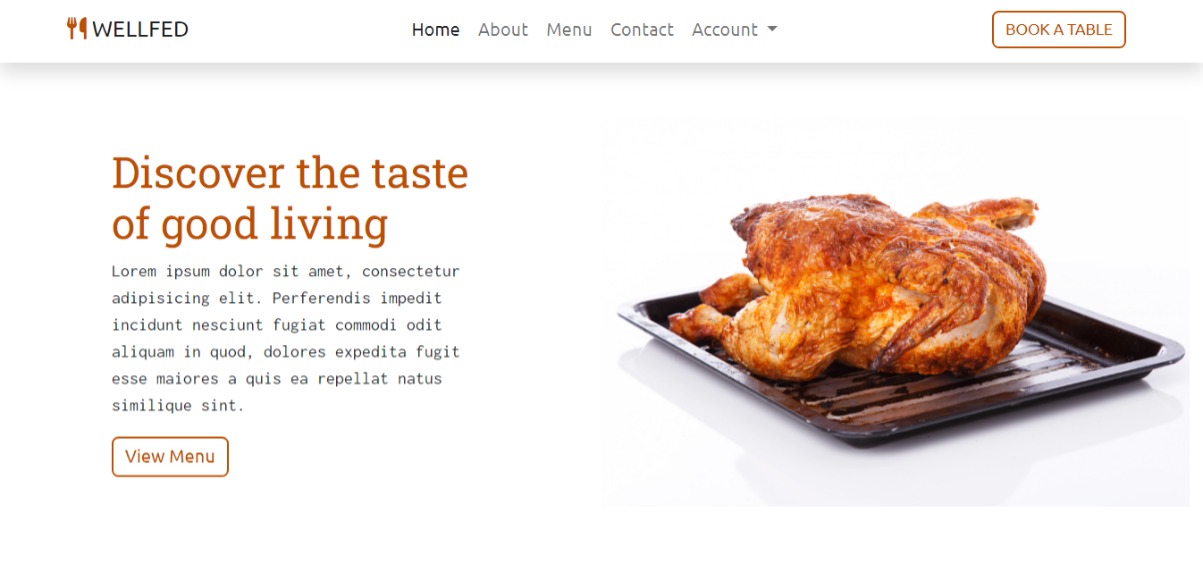 WELLFED
Home About Menu Contact Account
BOOK A TABLE
Discover the taste
of good living
Lorem ipsum dolor sit amet, consectetur
adipisicing elit. Perferendis impedit
incidunt nesciunt fugiat commodi odit
aliquam in quod, dolores expedita fugit
esse maiores a quis ea repellat natus
similique sint.
View Menu